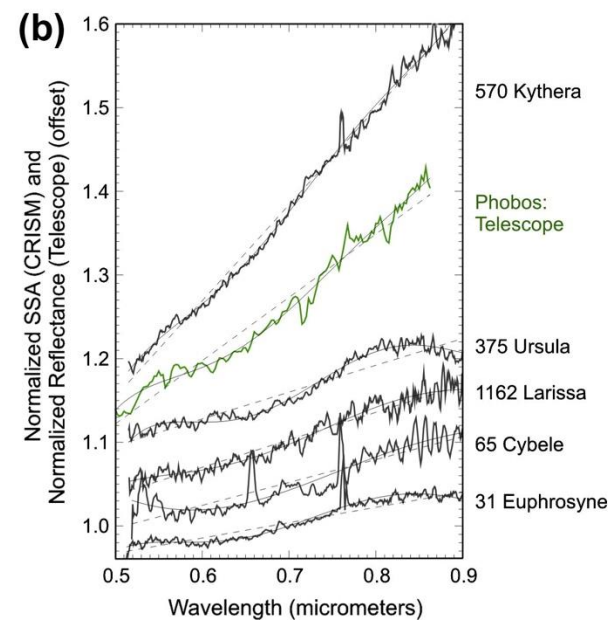 (b)
Normalized SSA (CRISM) and
Normalized Reflectance (Telescope) (offset)
1.6
1.5
1.4
1.3
1.2
1.1
1.0
570 Kythera
Phobos:
Telescope
375 Ursula
1162 Larissa
65 Cybele
31 Euphrosyne
0.5 0.6 0.7 0.8 0.9
Wavelength (micrometers)